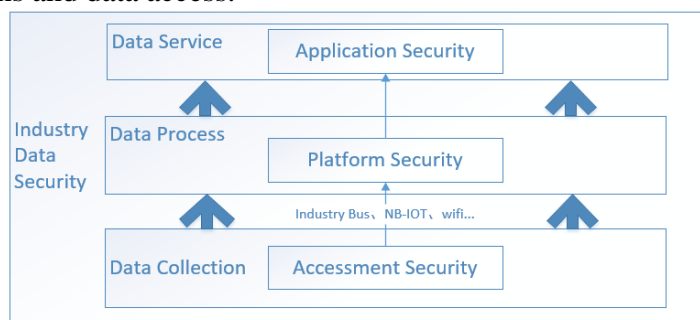 Data Service
Application Security
Industry
Data
Security
Data Process
Platform Security
Industry Bus、NB-IOT、wifi...
Data Collection
Accessment Security